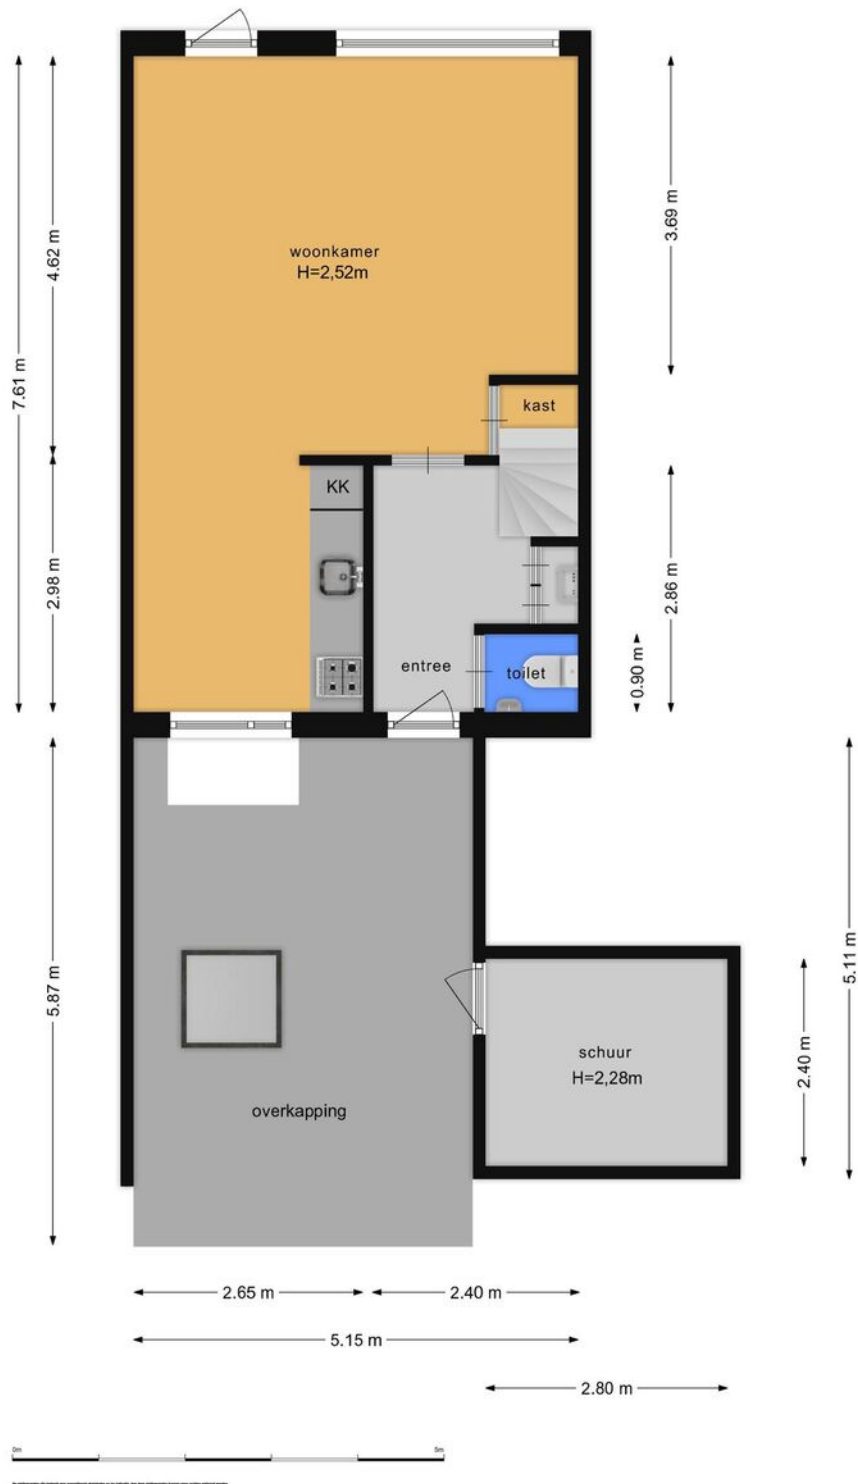 woonkamer
H=2,52m
4.62 m
3.69 m
7.61 m
kast
KK
2.98 m
2.86 m
entree
toilet
0.90 m
5.87 m
5.11 m
schuur
H=2,28m
2.40 m
overkapping
2.65 m
2.40 m
5.15 m
2.80 m
0m
5m